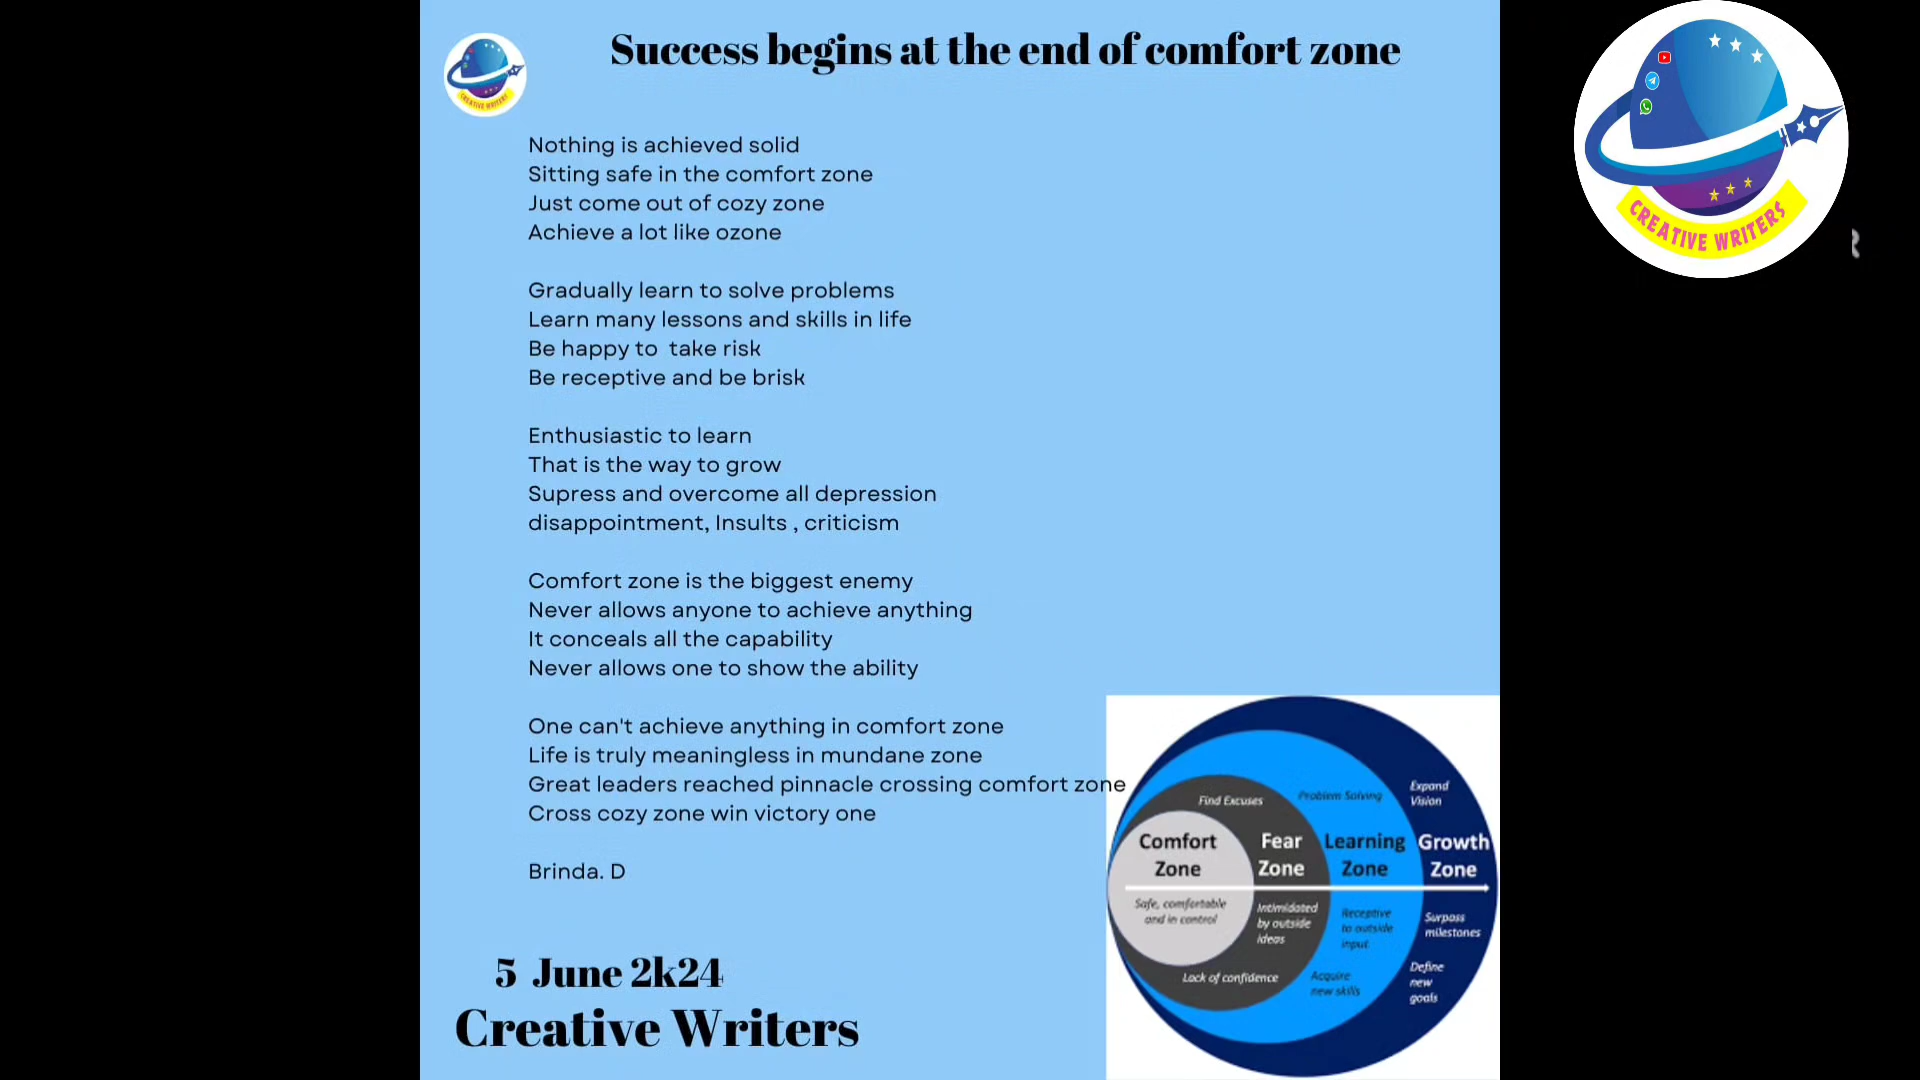 Success begins at the end of comfort zone
CREATIVE WRITERS
CREATIVE WRITERS
Nothing is achieved solid
Sitting safe in the comfort zone
Just come out of cozy zone
Achieve a lot like ozone
Gradually learn to solve problems
Learn many lessons and skills in life
Be happy to  take risk
Be receptive and be brisk
Enthusiastic to learn
That is the way to grow
Supress and overcome all depression
disappointment, Insults , criticism
Comfort zone is the biggest enemy
Never allows anyone to achieve anything
It conceals all the capability
Never allows one to show the ability
One can't achieve anything in comfort zone
Life is truly meaningless in mundane zone
Great leaders reached pinnacle crossing comfort zone
Cross cozy zone win victory one
Brinda. D
5  June 2k24
Creative Writers
Comfort
Zone
Safe, comfortable
and in control
Find Excuses
Fear
Zone
Intimidated
by outside
ideas
Lack of confidence
Problem Solving
Learning
Zone
Receptive
to outside
input
Acquire
new skills
Expand
Vision
Growth
Zone
Surpass
milestones
Define
new
goals